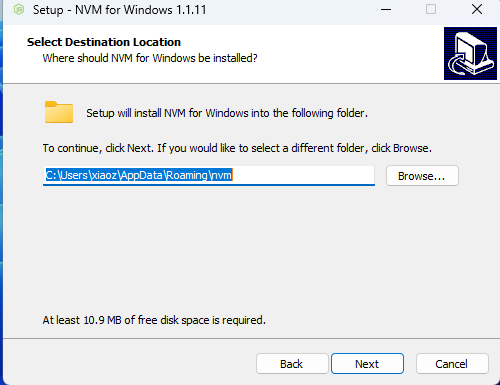 Setup - NVM for Windows 1.1.11
Select Destination Location
Where should NVM for Windows be installed?
Setup will install NVM for Windows into the following folder.
To continue, click Next. If you would like to select a different folder, click Browse.
C:\Users\xiaoz\AppData\Roaming\nvm
Browse...
At least 10.9 MB of free disk space is required.
Back
Next
Cancel